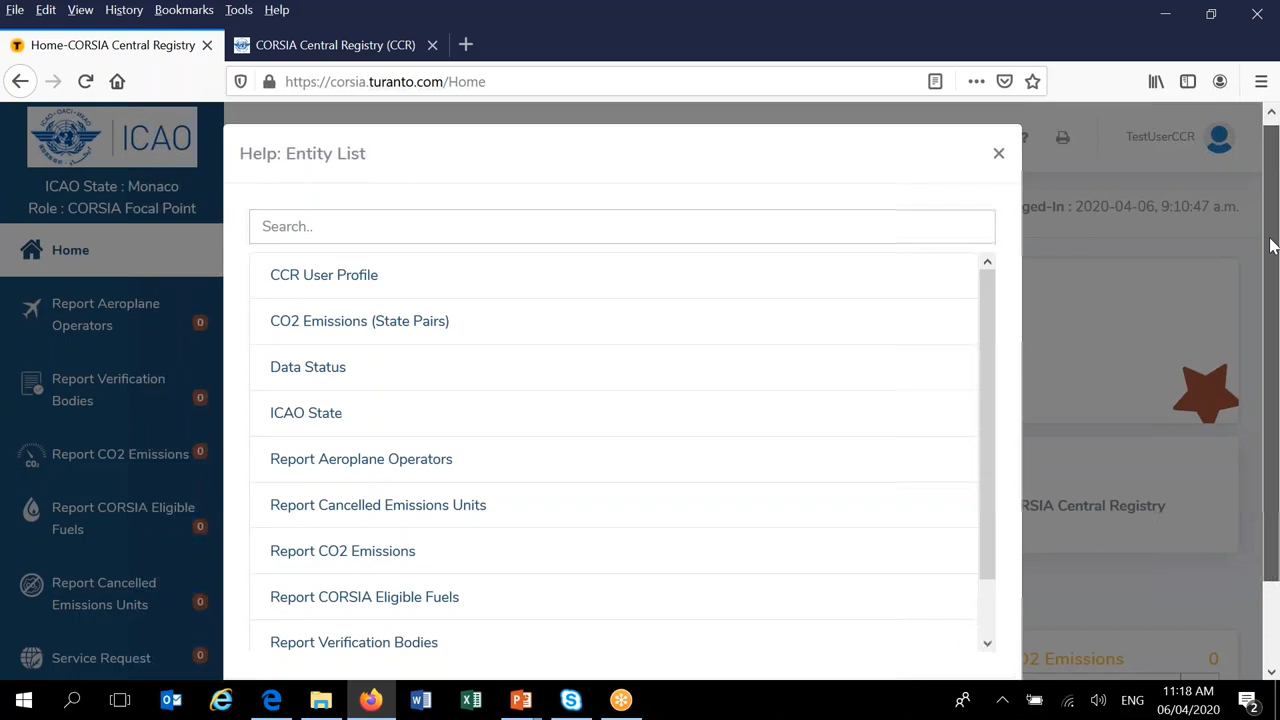 File Edit View History Bookmarks Tools Help
Home-CORSIA Central Registry
CORSIA Central Registry (CCR)
https://corsia.turanto.com/Home
ICAO
ICAO State : Monaco
Role : CORSIA Focal Point
Home
Report Aeroplane
Operators
0
Report Verification
Bodies
0
CO2
Report CO2 Emissions
0
Report CORSIA Eligible
Fuels
0
Report Cancelled
Emissions Units
0
Service Request
0
Help: Entity List
Search..
CCR User Profile
CO2 Emissions (State Pairs)
Data Status
ICAO State
Report Aeroplane Operators
Report Cancelled Emissions Units
Report CO2 Emissions
Report CORSIA Eligible Fuels
Report Verification Bodies
TestUserCCR
ged-In : 2020-04-06, 9:10:47 a.m.
RSIA Central Registry
O2 Emissions
0
ENG
11:18 AM
06/04/2020
2